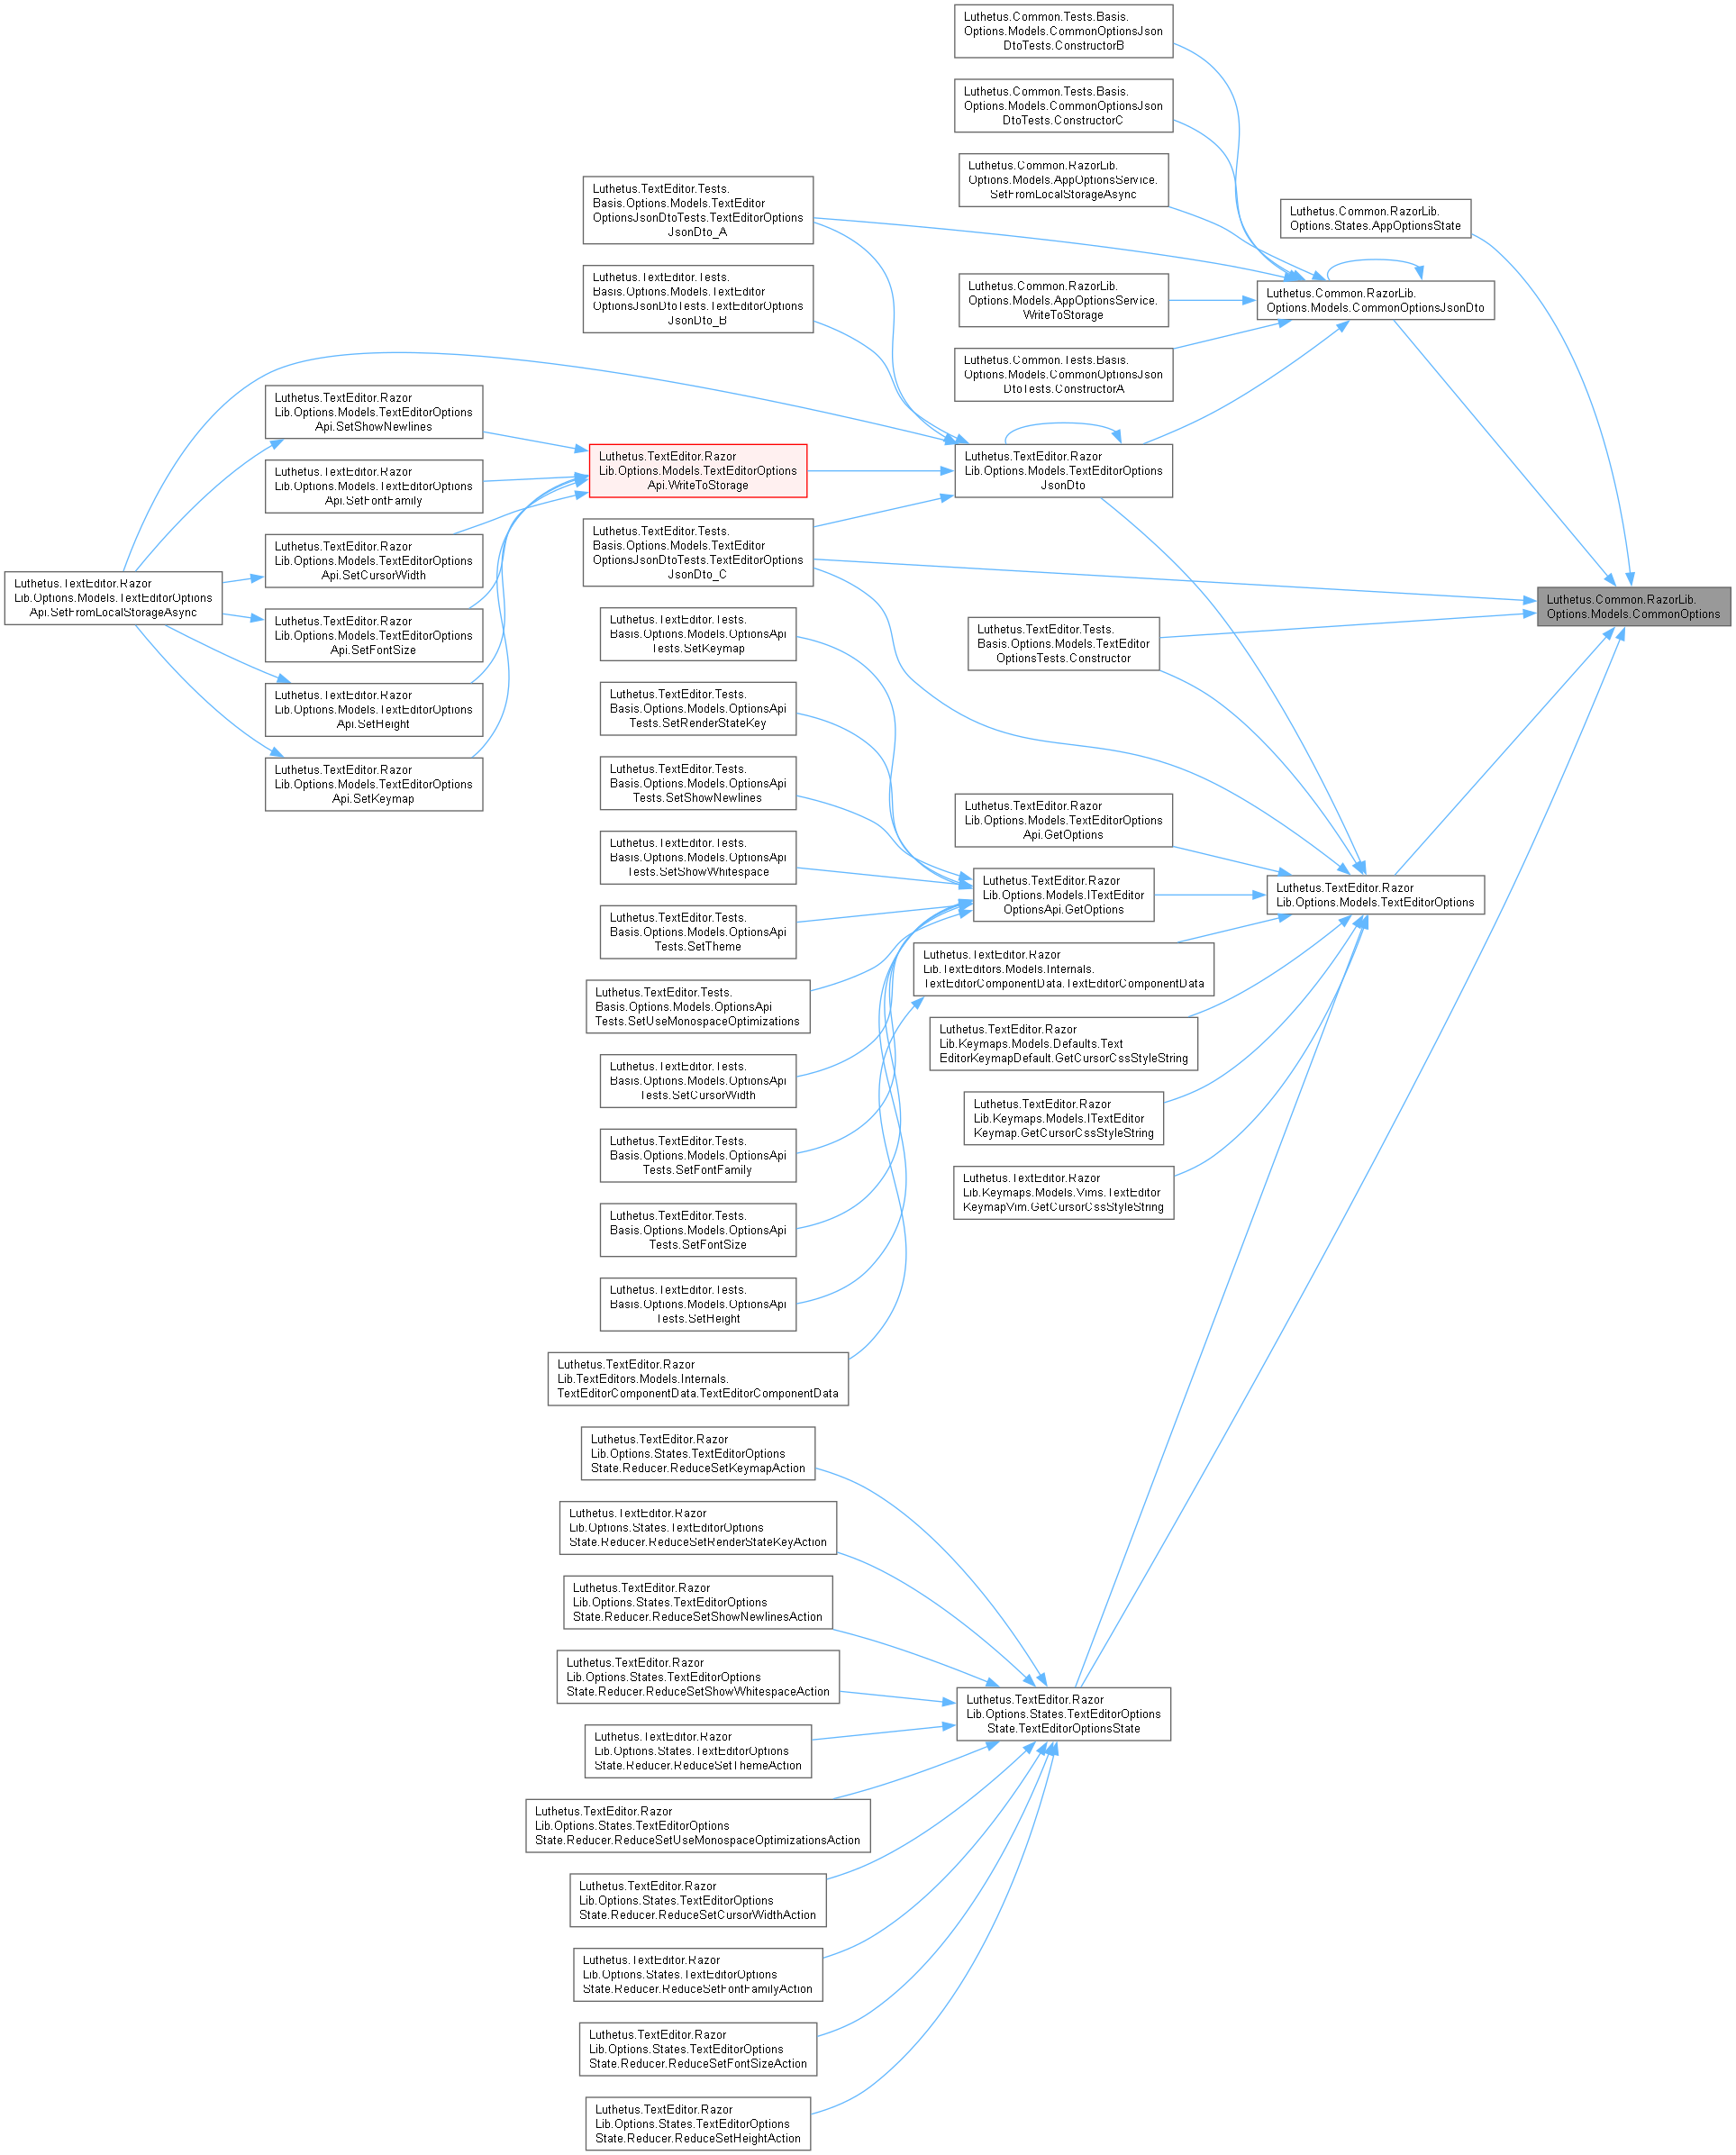 Luthetus.Common.Tests.Basis.
Options.Models.CommonOptionsJson
DtoTests.ConstructorB
Luthetus.Common.Tests.Basis.
Options.Models.CommonOptionsJson
DtoTests.ConstructorC
Luthetus.Common.RazorLib.
Options.Models.AppOptionsService.
SetFromLocalStorageAsync
Luthetus.TextEditor.Tests.
Basis.Options.Models.TextEditor
OptionsJsonDtoTests.TextEditorOptions
JsonDto_A
Luthetus.Common.RazorLib.
Options.States.AppOptionsState
Luthetus.TextEditor.Tests.
Basis.Options.Models.TextEditor
OptionsJsonDtoTests.TextEditorOptions
JsonDto_B
Luthetus.Common.RazorLib.
Options.Models.AppOptionsService.
WriteToStorage
Luthetus.Common.RazorLib.
Options.Models.CommonOptionsJsonDto
Luthetus.Common.Tests.Basis.
Options.Models.CommonOptionsJson
DtoTests.ConstructorA
Luthetus.TextEditor.Razor
Lib.Options.Models.TextEditorOptions
Api.SetShowNewlines
Luthetus.TextEditor.Razor
Lib.Options.Models.TextEditorOptions
Api.WriteToStorage
Luthetus.TextEditor.Razor
Lib.Options.Models.TextEditorOptions
JsonDto
Luthetus.TextEditor.Razor
Lib.Options.Models.TextEditorOptions
Api.SetFontFamily
Luthetus.TextEditor.Tests.
Basis.Options.Models.TextEditor
OptionsJsonDtoTests.TextEditorOptions
JsonDto_C
Luthetus.TextEditor.Razor
Lib.Options.Models.TextEditorOptions
Api.SetCursorWidth
Luthetus.TextEditor.Razor
Lib.Options.Models.TextEditorOptions
Api.SetFromLocalStorageAsync
Luthetus.Common.RazorLib.
Options.Models.CommonOptions
Luthetus.TextEditor.Razor
Lib.Options.Models.TextEditorOptions
Api.SetFontSize
Luthetus.TextEditor.Tests.
Basis.Options.Models.OptionsApi
Tests.SetKeymap
Luthetus.TextEditor.Tests.
Basis.Options.Models.TextEditor
OptionsTests.Constructor
Luthetus.TextEditor.Razor
Lib.Options.Models.TextEditorOptions
Api.SetHeight
Luthetus.TextEditor.Tests.
Basis.Options.Models.OptionsApi
Tests.SetRenderStateKey
Luthetus.TextEditor.Razor
Lib.Options.Models.TextEditorOptions
Api.SetKeymap
Luthetus.TextEditor.Tests.
Basis.Options.Models.OptionsApi
Tests.SetShowNewlines
Luthetus.TextEditor.Razor
Lib.Options.Models.TextEditorOptions
Api.GetOptions
Luthetus.TextEditor.Tests.
Basis.Options.Models.OptionsApi
Tests.SetShowWhitespace
Luthetus.TextEditor.Razor
Lib.Options.Models.ITextEditor
OptionsApi.GetOptions
Luthetus.TextEditor.Razor
Lib.Options.Models.TextEditorOptions
Luthetus.TextEditor.Tests.
Basis.Options.Models.OptionsApi
Tests.SetTheme
Luthetus.TextEditor.Razor
Lib.TextEditors.Models.Internals.
TextEditorComponentData.TextEditorComponentData
Luthetus.TextEditor.Tests.
Basis.Options.Models.OptionsApi
Tests.SetUseMonospaceOptimizations
Luthetus.TextEditor.Razor
Lib.Keymaps.Models.Defaults.Text
EditorKeymapDefault.GetCursorCssStyleString
Luthetus.TextEditor.Tests.
Basis.Options.Models.OptionsApi
Tests.SetCursorWidth
Luthetus.TextEditor.Razor
Lib.Keymaps.Models.ITextEditor
Keymap.GetCursorCssStyleString
Luthetus.TextEditor.Tests.
Basis.Options.Models.OptionsApi
Tests.SetFontFamily
Luthetus.TextEditor.Razor
Lib.Keymaps.Models.Vims.TextEditor
KeymapVim.GetCursorCssStyleString
Luthetus.TextEditor.Tests.
Basis.Options.Models.OptionsApi
Tests.SetFontSize
Luthetus.TextEditor.Tests.
Basis.Options.Models.OptionsApi
Tests.SetHeight
Luthetus.TextEditor.Razor
Lib.TextEditors.Models.Internals.
TextEditorComponentData.TextEditorComponentData
Luthetus.TextEditor.Razor
Lib.Options.States.TextEditorOptions
State.Reducer.ReduceSetKeymapAction
Luthetus.TextEditor.Razor
Lib.Options.States.TextEditorOptions
State.Reducer.ReduceSetRenderStateKeyAction
Luthetus.TextEditor.Razor
Lib.Options.States.TextEditorOptions
State.Reducer.ReduceSetShowNewlinesAction
Luthetus.TextEditor.Razor
Lib.Options.States.TextEditorOptions
State.Reducer.ReduceSetShowWhitespaceAction
Luthetus.TextEditor.Razor
Lib.Options.States.TextEditorOptions
State.TextEditorOptionsState
Luthetus.TextEditor.Razor
Lib.Options.States.TextEditorOptions
State.Reducer.ReduceSetThemeAction
Luthetus.TextEditor.Razor
Lib.Options.States.TextEditorOptions
State.Reducer.ReduceSetUseMonospaceOptimizationsAction
Luthetus.TextEditor.Razor
Lib.Options.States.TextEditorOptions
State.Reducer.ReduceSetCursorWidthAction
Luthetus.TextEditor.Razor
Lib.Options.States.TextEditorOptions
State.Reducer.ReduceSetFontFamilyAction
Luthetus.TextEditor.Razor
Lib.Options.States.TextEditorOptions
State.Reducer.ReduceSetFontSizeAction
Luthetus.TextEditor.Razor
Lib.Options.States.TextEditorOptions
State.Reducer.ReduceSetHeightAction